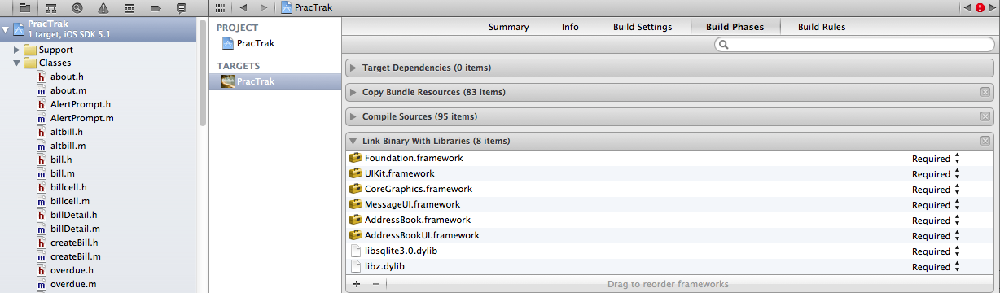 PracTrak
PracTrak
1 target, iOS SDK 5.1
Support
Classes
about.h
about.m
AlertPrompt.h
AlertPrompt.m
altbill.h
altbill.m
bill.h
bill.m
billcell.h
billcell.m
billDetail.h
billDetail.m
createBill.h
createBill.m
overdue.h
overdue.m
PROJECT
PracTrak
TARGETS
PracTrak
Summary Info Build Settings Build Phases Build Rules
Target Dependencies (0 items)
Copy Bundle Resources (83 items)
Compile Sources (95 items)
Link Binary With Libraries (8 items)
Foundation.framework Required
UIKit.framework Required
CoreGraphics.framework Required
MessageUI.framework Required
AddressBook.framework Required
AddressBookUI.framework Required
libsqlite3.0.dylib Required
libz.dylib Required
Drag to reorder frameworks